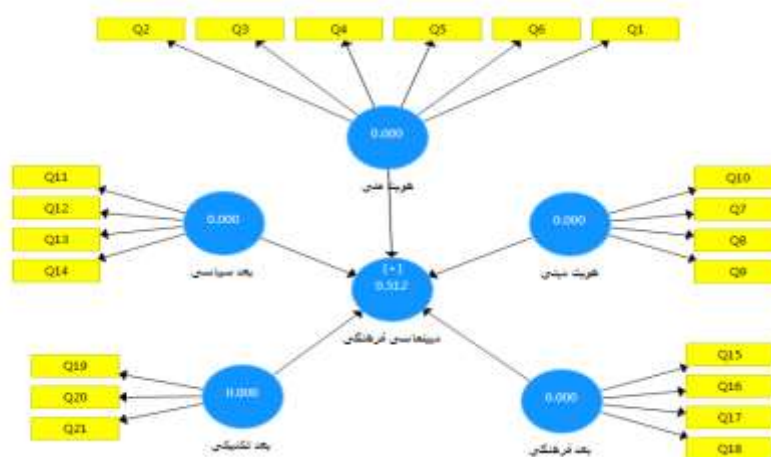 Q2 Q3 Q4 Q5 Q6 Q1
0.000
هویت ملی
Q11
Q12
Q13
Q14
0.000
بعد سیاسی
Q10
Q7
Q8
Q9
0.000
هویت دینی
[+]
0.512
دیپلماسی فرهنگی
Q19
Q20
Q21
0.000
بعد تکنیکی
Q15
Q16
Q17
Q18
0.000
بعد فرهنگی